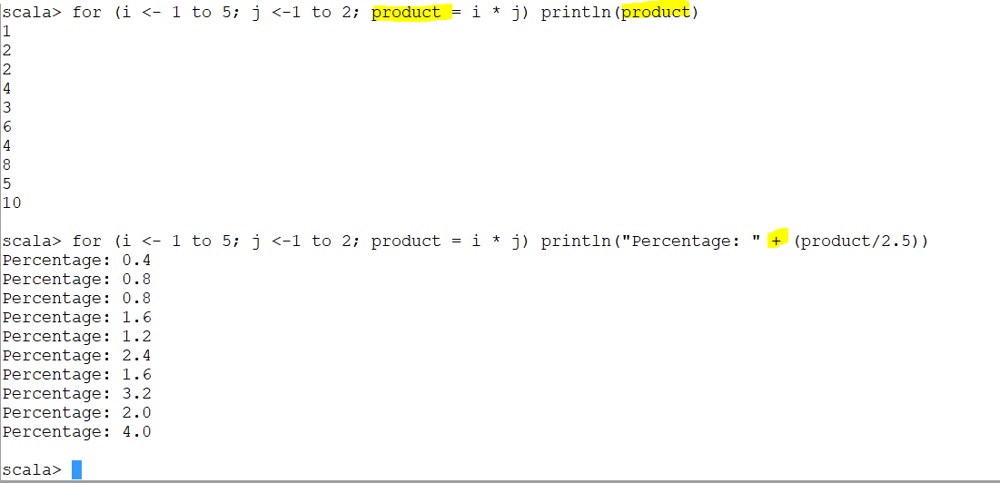 scala> for (i <- 1 to 5; j <-1 to 2; product = i * j) println(product)
1
2
2
4
3
6
4
8
5
10
scala> for (i <- 1 to 5; j <-1 to 2; product = i * j) println("Percentage: " + (product/2.5))
Percentage: 0.4
Percentage: 0.8
Percentage: 0.8
Percentage: 1.6
Percentage: 1.2
Percentage: 2.4
Percentage: 1.6
Percentage: 3.2
Percentage: 2.0
Percentage: 4.0
scala>